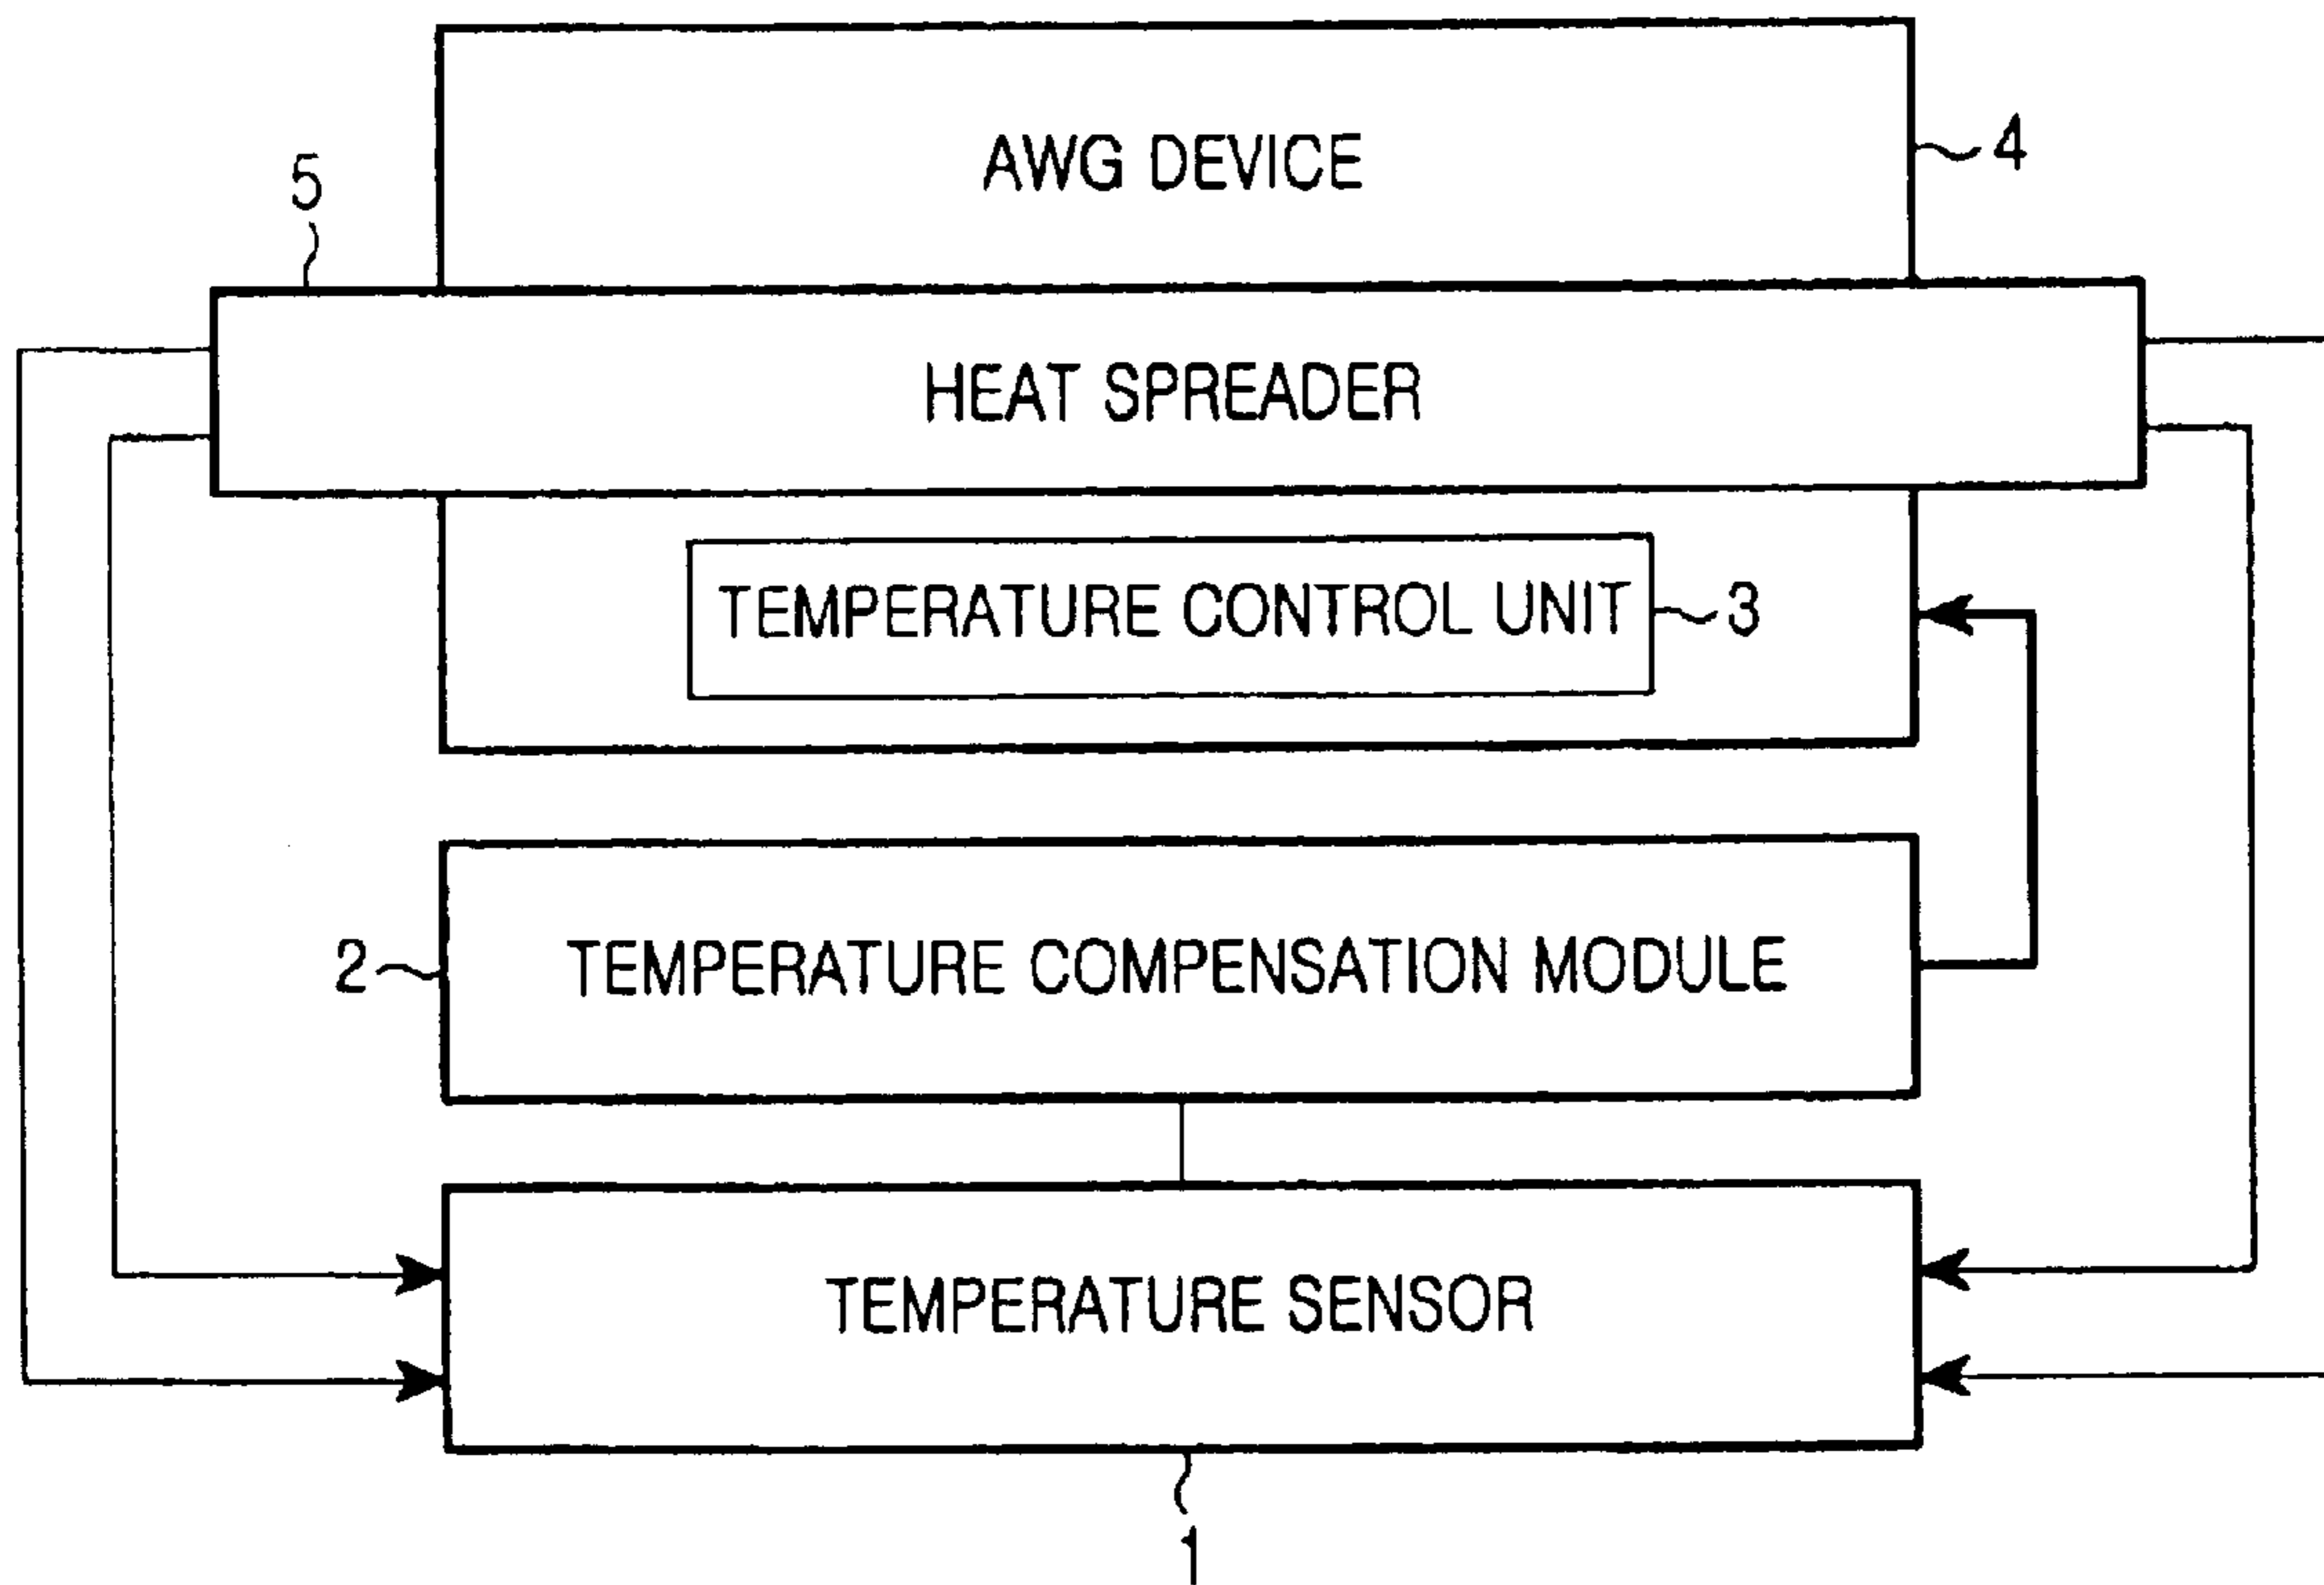 AWG DEVICE
4
5
HEAT SPREADER
TEMPERATURE CONTROL UNIT
3
2
TEMPERATURE COMPENSATION MODULE
TEMPERATURE SENSOR
1